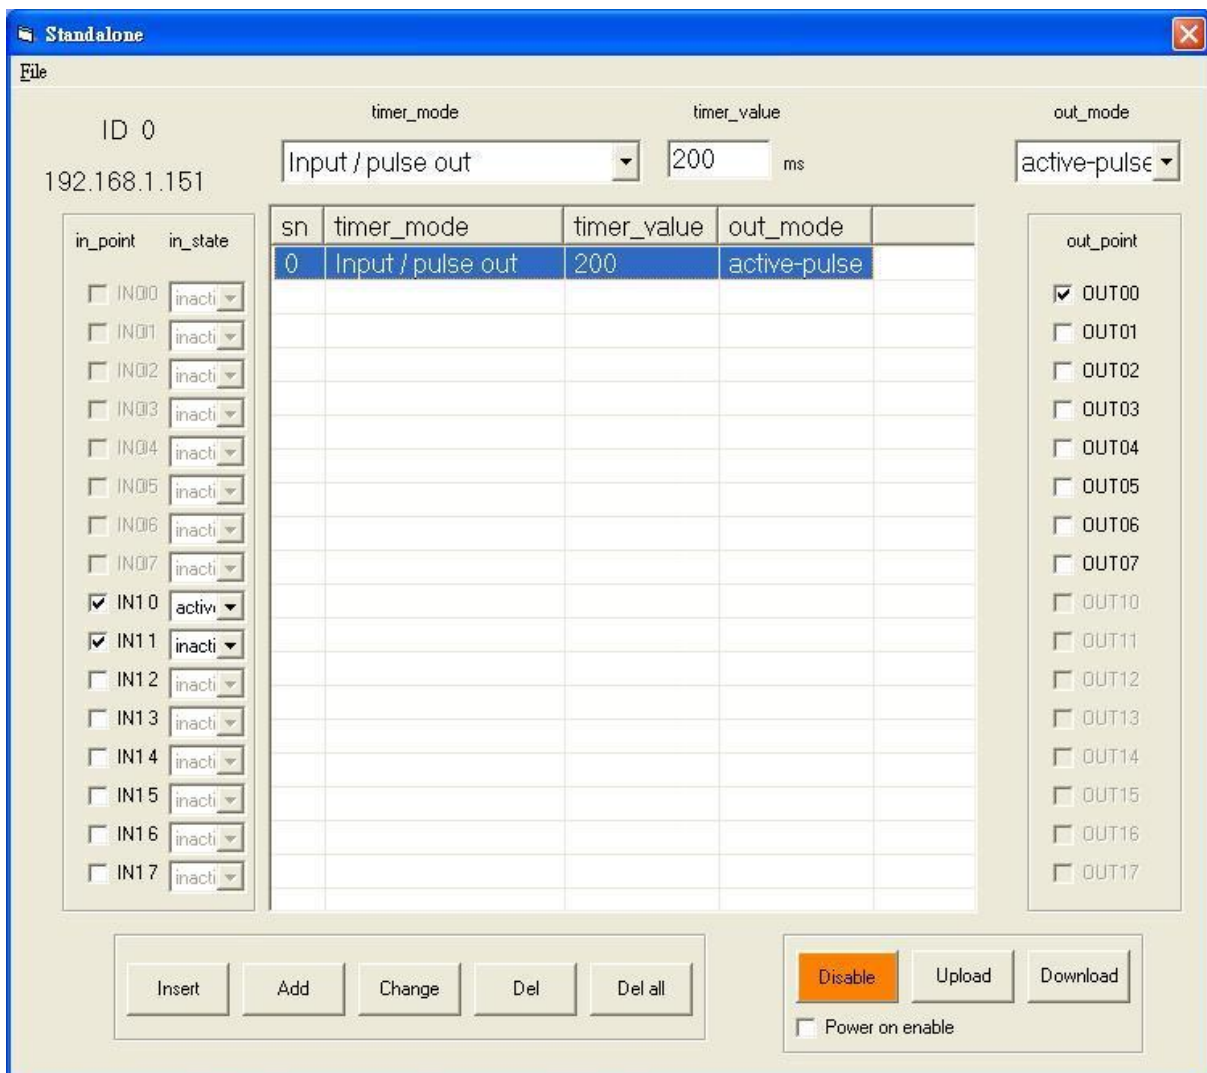 Standalone
File
ID 0
192.168.1.151
timer_mode
Input / pulse out
timer_value
200 ms
out_mode
active-pulse
in_point in_state
IN00 inacti
IN01 inacti
IN02 inacti
IN03 inacti
IN04 inacti
IN05 inacti
IN06 inacti
IN07 inacti
IN10 activ
IN11 inacti
IN12 inacti
IN13 inacti
IN14 inacti
IN15 inacti
IN16 inacti
IN17 inacti
sn timer_mode timer_value out_mode
0 Input / pulse out 200 active-pulse
out_point
OUT00
OUT01
OUT02
OUT03
OUT04
OUT05
OUT06
OUT07
OUT10
OUT11
OUT12
OUT13
OUT14
OUT15
OUT16
OUT17
Insert Add Change Del Del all
Disable Upload Download
Power on enable